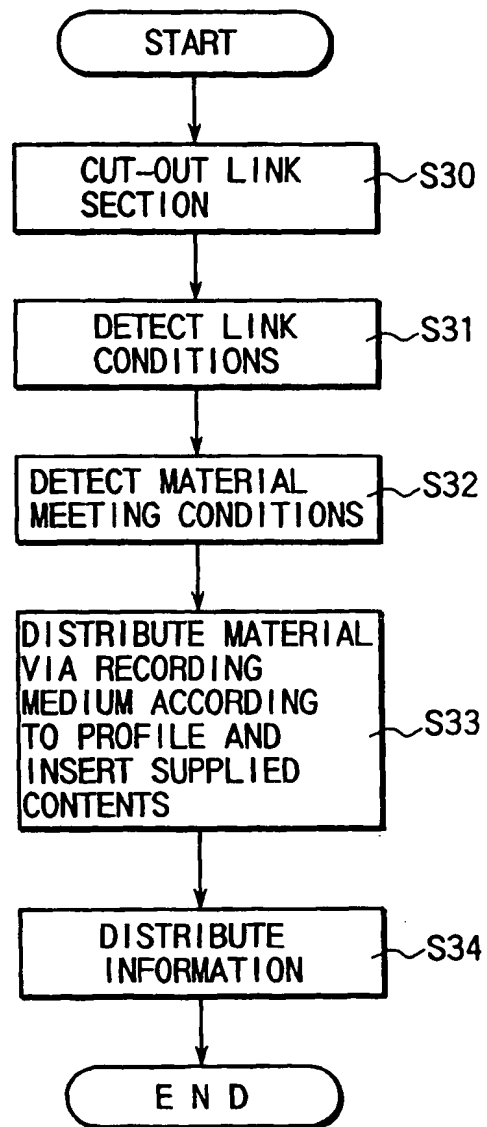 START
CUT-OUT LINK
SECTION
S30
DETECT LINK
CONDITIONS
S31
DETECT MATERIAL
MEETING CONDITIONS
S32
DISTRIBUTE MATERIAL
VIA RECORDING
MEDIUM ACCORDING
TO PROFILE AND
INSERT SUPPLIED
CONTENTS
S33
DISTRIBUTE
INFORMATION
S34
END